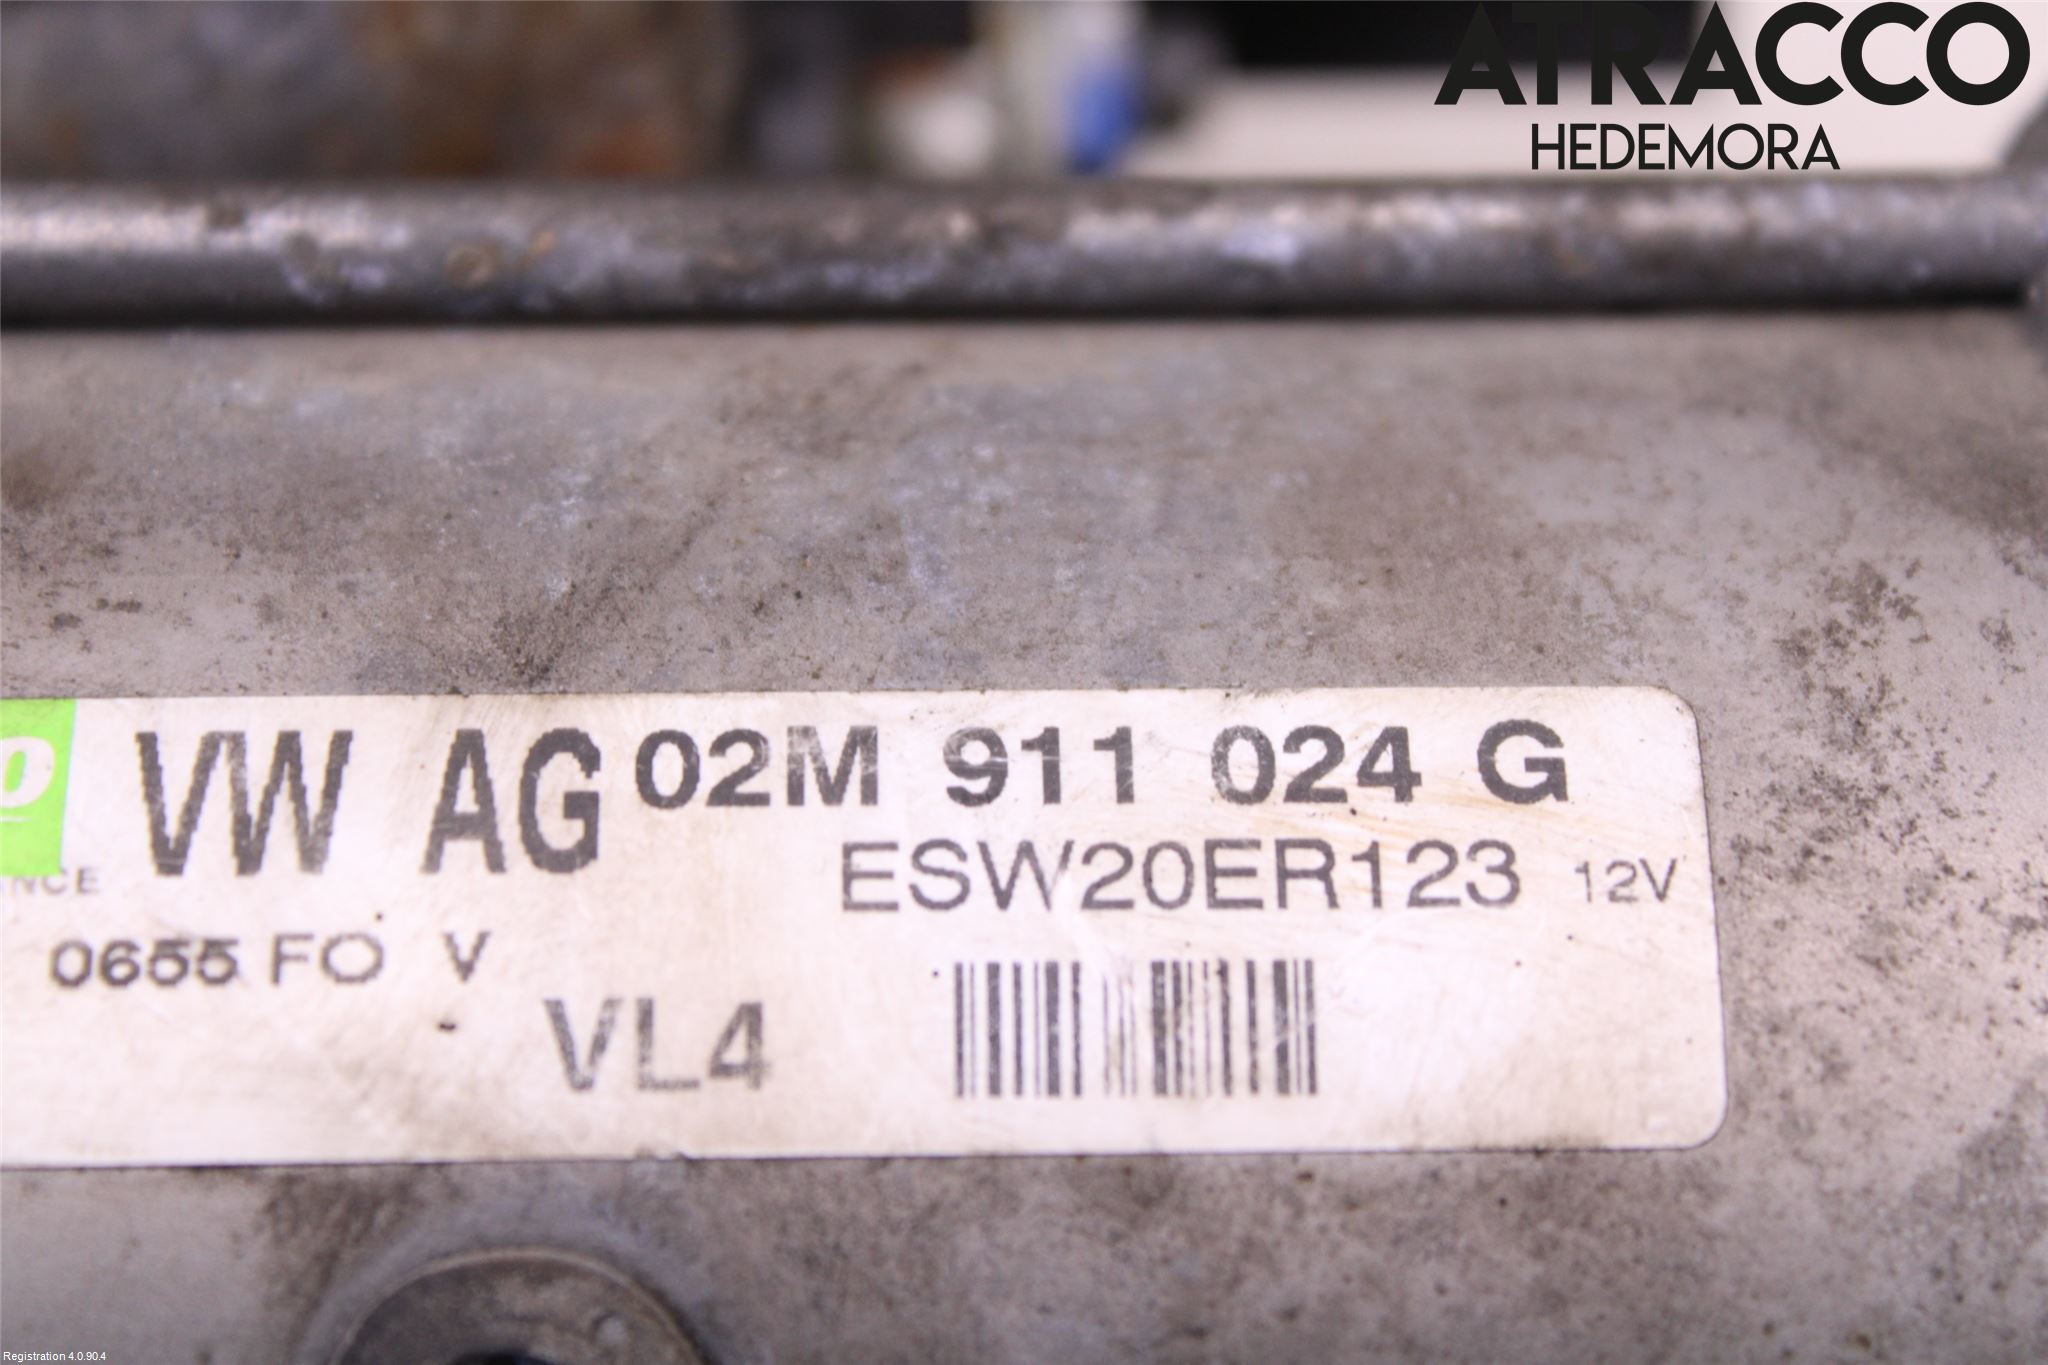 ATRACCO
HEDEMORA
VW AG 02M 911 024 G
ESW20ER123 12V
0655 FO V
VL4
Registration 4.0.90.4